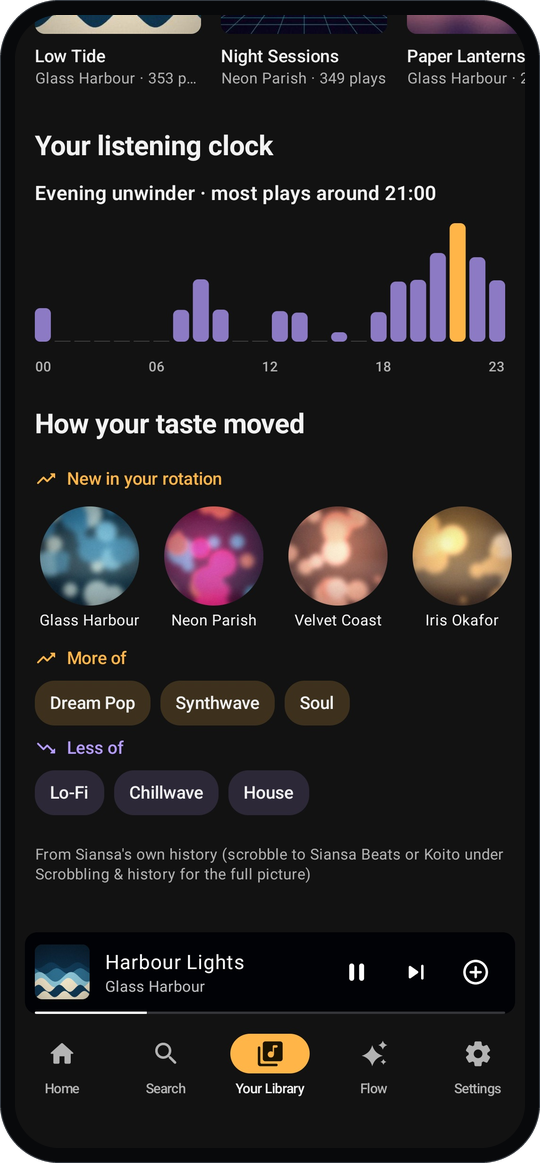 Low Tide
Glass Harbour · 353 p…
Night Sessions
Neon Parish · 349 plays
Paper Lanterns
Glass Harbour · 2
Your listening clock
Evening unwinder · most plays around 21:00
00 06 12 18 23
How your taste moved
New in your rotation
Glass Harbour Neon Parish Velvet Coast Iris Okafor
More of
Dream Pop Synthwave Soul
Less of
Lo-Fi Chillwave House
From Siansa's own history (scrobble to Siansa Beats or Koito under
Scrobbling & history for the full picture)
Harbour Lights
Glass Harbour
Home Search Your Library Flow Settings